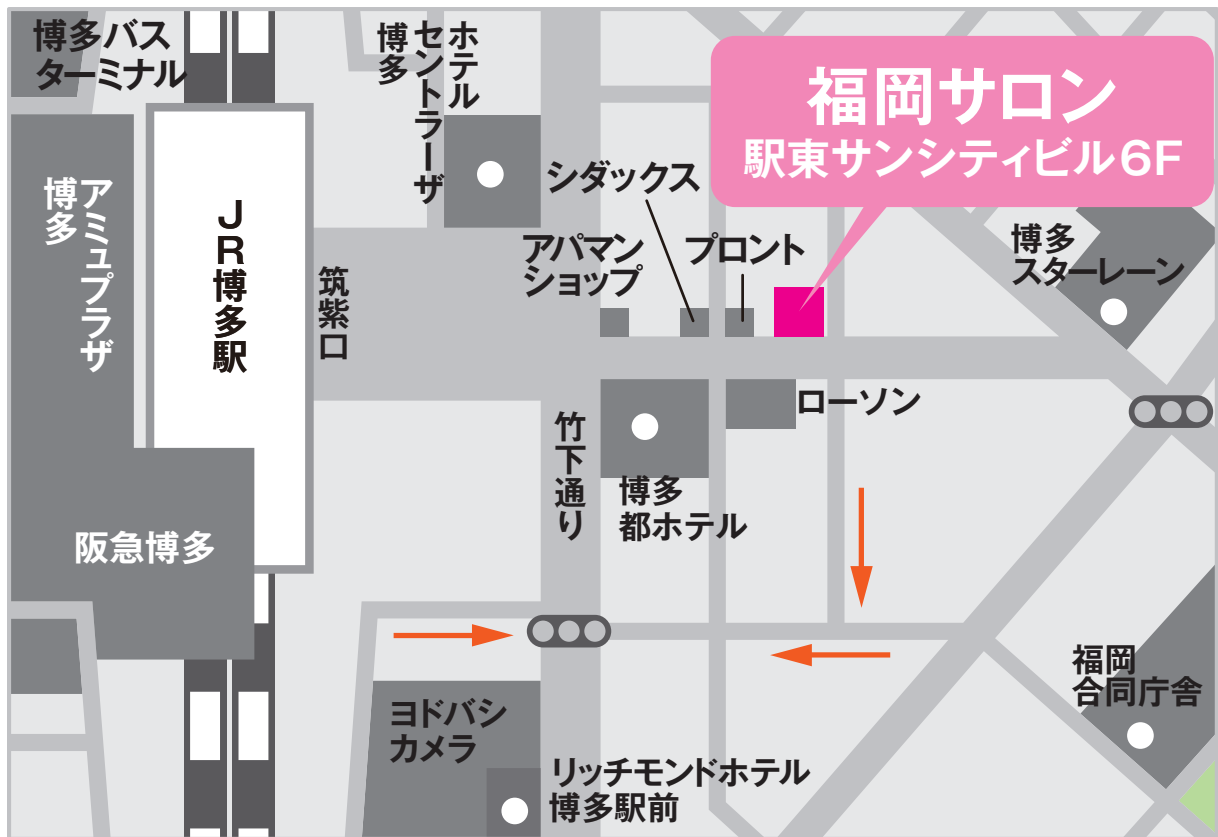 博多バス
ターミナル
ホテル
セントラーザ
博多
福岡サロン
駅東サンシティビル6F
シダックス
アミュプラザ
博多
JR博多駅
筑紫口
アパマン
ショップ
プロント
博多
スターレーン
ローソン
竹下通り
博多
都ホテル
阪急博多
福岡
合同庁舎
ヨドバシ
カメラ
リッチモンドホテル
博多駅前